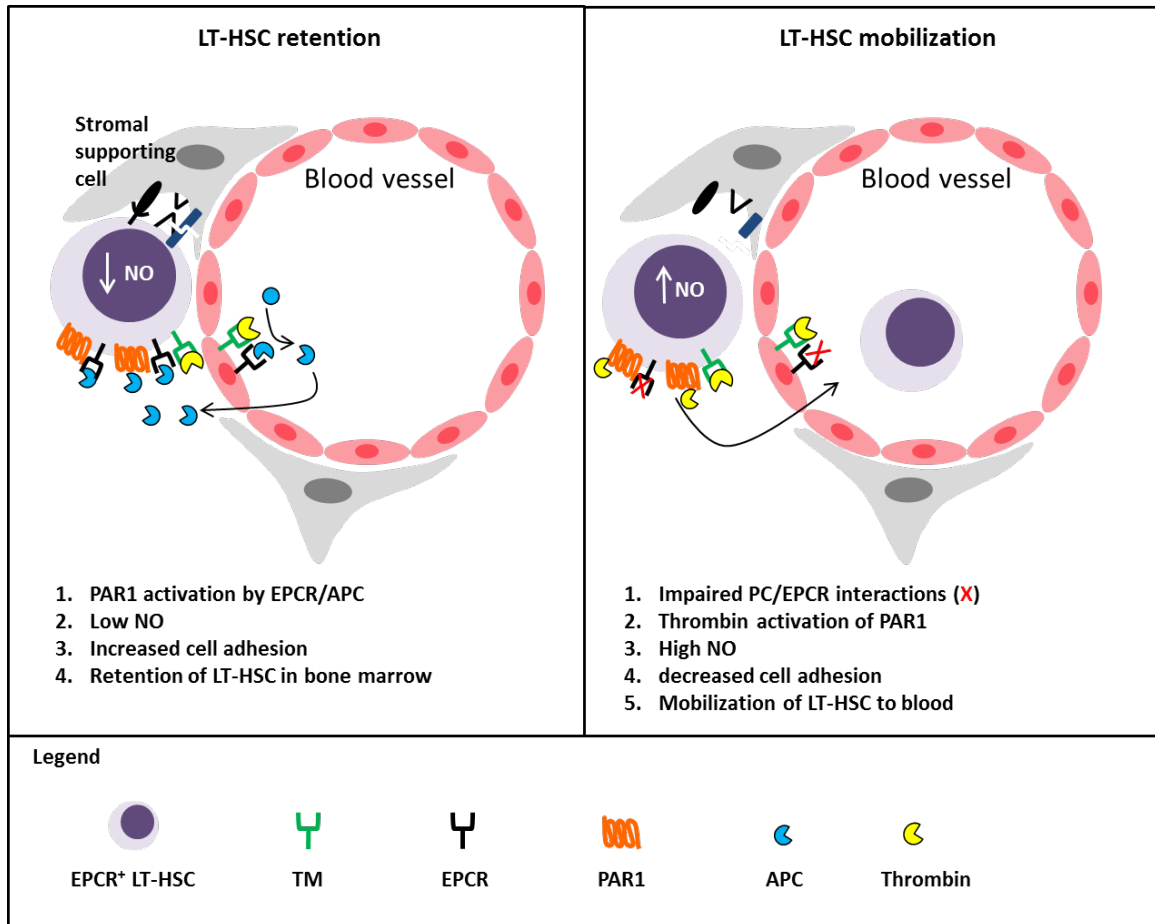 LT-HSC retention
Stromal
supporting
cell
Blood vessel
NO
1. PAR1 activation by EPCR/APC
2. Low NO
3. Increased cell adhesion
4. Retention of LT-HSC in bone marrow
LT-HSC mobilization
Blood vessel
NO
1. Impaired PC/EPCR interactions (X)
2. Thrombin activation of PAR1
3. High NO
4. decreased cell adhesion
5. Mobilization of LT-HSC to blood
Legend
EPCR⁺ LT-HSC
TM
EPCR
PAR1
APC
Thrombin